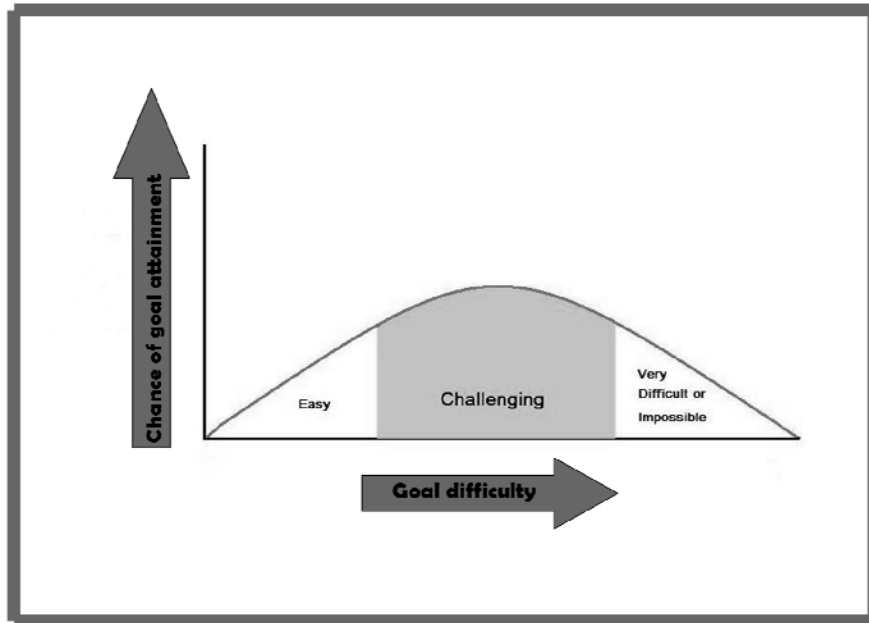 Chance of goal attainment
Easy
Challenging
Very
Difficult or
Impossible
Goal difficulty